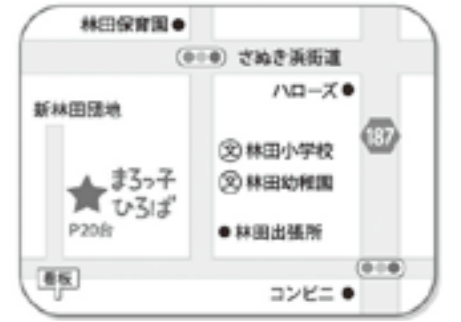 林田保育園
さぬき浜街道
ハローズ
新林田団地
187
文 林田小学校
文 林田幼稚園
まろっ子
ひろば
P20台
林田出張所
看板
コンビニ